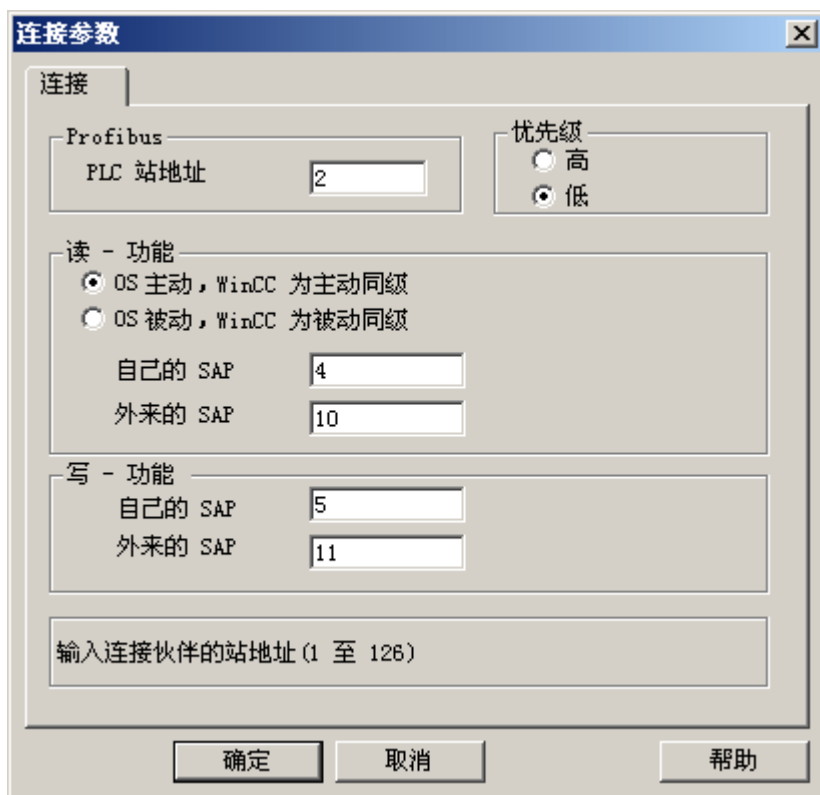 连接参数
连接
Profibus
PLC 站地址
2
优先级
高
低
读 - 功能
OS 主动，WinCC 为主动同级
OS 被动，WinCC 为被动同级
自己的 SAP
4
外来的 SAP
10
写 - 功能
自己的 SAP
5
外来的 SAP
11
输入连接伙伴的站地址(1 至 126)
确定
取消
帮助